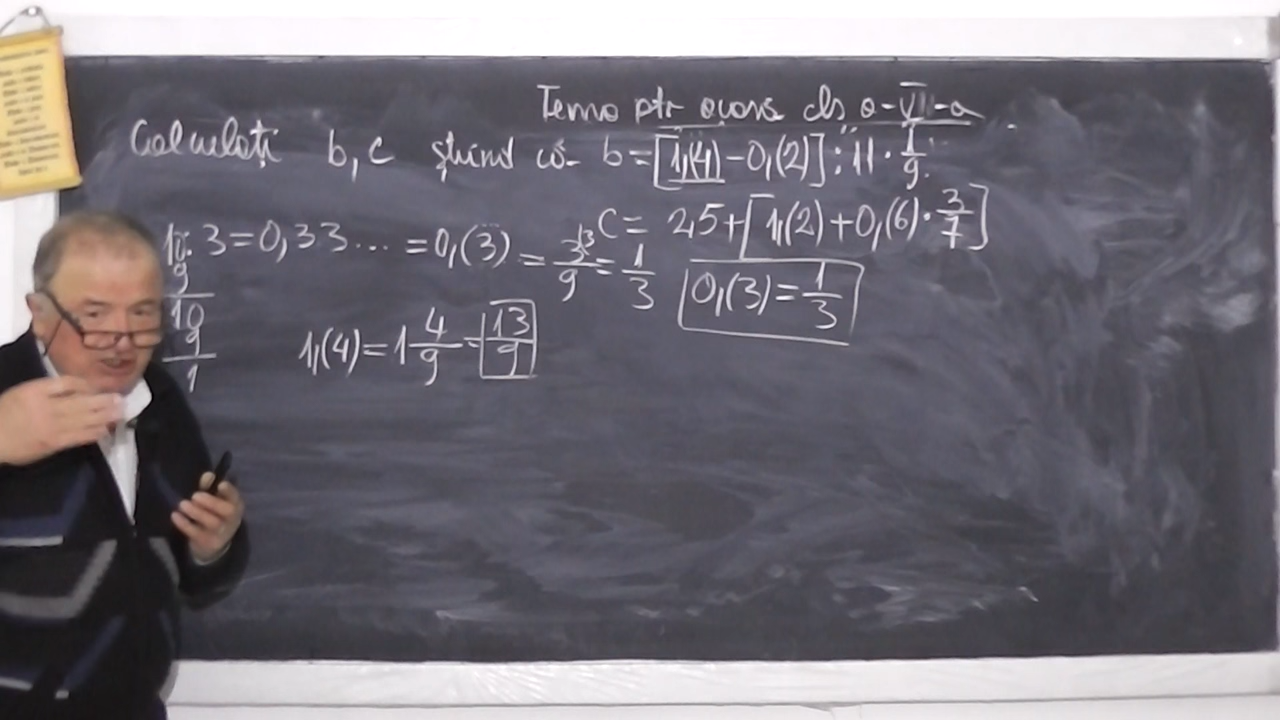 Temă ptr acasă cls a-VI-a
Calculați b, c știind că b=[1,(4)-0,(2)]:11·1/9
c= 2,5+[1,(2)+0,(6)·3/7]
1:3=0,33... =0,(3) = 3/9 = 1/3
0,(3)=1/3
10
9
10
9
1
1,(4)=1 4/9=13/9